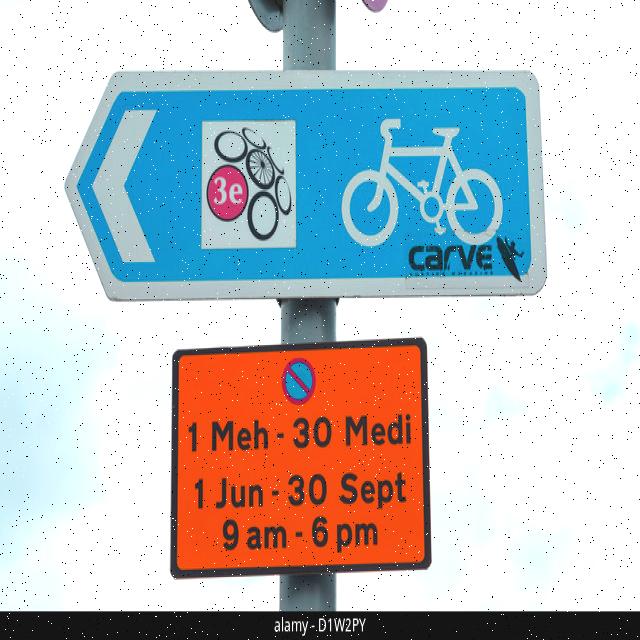 3e
carve
1 Meh - 30 Medi
1 Jun - 30 Sept
9 am - 6 pm
alamy - D1W2PY